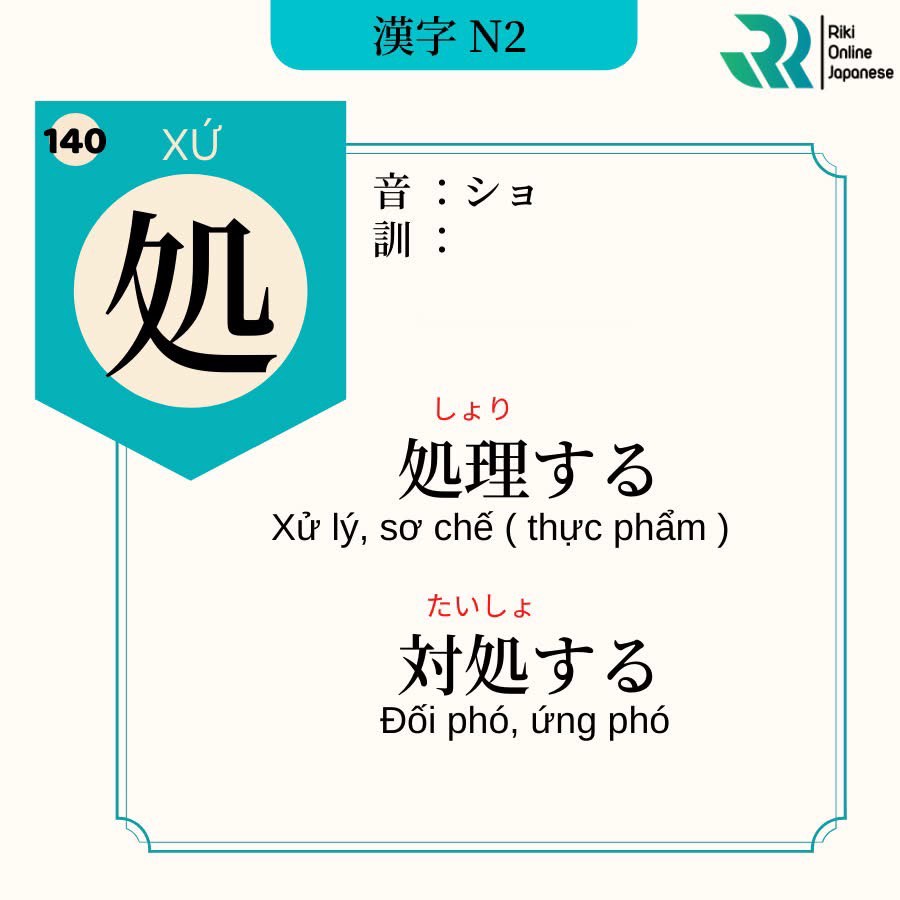 漢字 N2
Riki
Online
Japanese
140
XỨ
処
音 ：ショ
訓 ：
しょり
処理する
Xử lý, sơ chế ( thực phẩm )
たいしょ
対処する
Đối phó, ứng phó